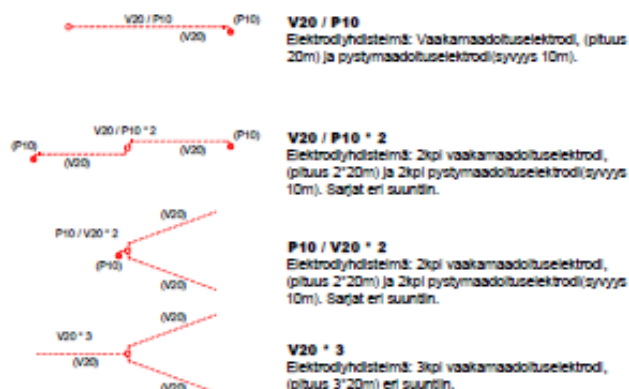 V20 / P10
(P10)
(V20)
V20 / P10
Elektrodiyhdistelmä: Vaakamaadoituselektrodi, (pituus
20m) ja pystymaadoituselektrodi(syvyys 10m).
V20 / P10 * 2
(P10)
(P10)
(V20)
(V20)
V20 / P10 * 2
Elektrodiyhdistelmä: 2kpl vaakamaadoituselektrodi,
(pituus 2*20m) ja 2kpl pystymaadoituselektrodi(syvyys
10m). Sarjat eri suuntiin.
(V20)
P10 / V20 * 2
(P10)
(V20)
P10 / V20 * 2
Elektrodiyhdistelmä: 2kpl vaakamaadoituselektrodi,
(pituus 2*20m) ja 2kpl pystymaadoituselektrodi(syvyys
10m). Sarjat eri suuntiin.
(V20)
V20 * 3
(V20)
(V20)
V20 * 3
Elektrodiyhdistelmä: 3kpl vaakamaadoituselektrodi,
(pituus 3*20m) eri suuntiin.